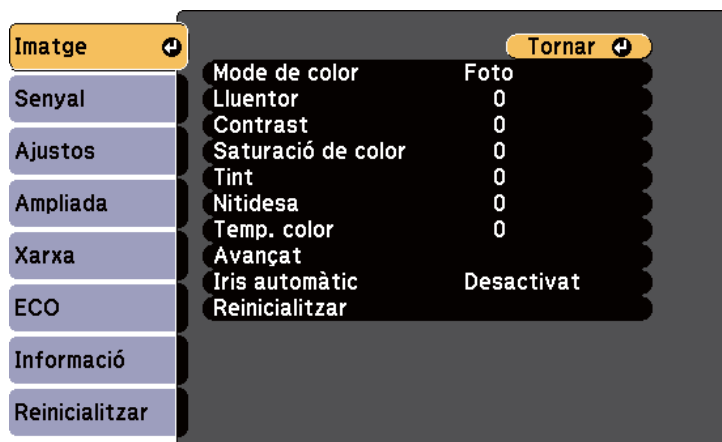 Imatge
Senyal
Ajustos
Ampliada
Xarxa
ECO
Informació
Reinicialitzar
Tornar
Mode de color Foto
Lluentor 0
Contrast 0
Saturació de color 0
Tint 0
Nitidesa 0
Temp. color 0
Avançat
Iris automàtic Desactivat
Reinicialitzar